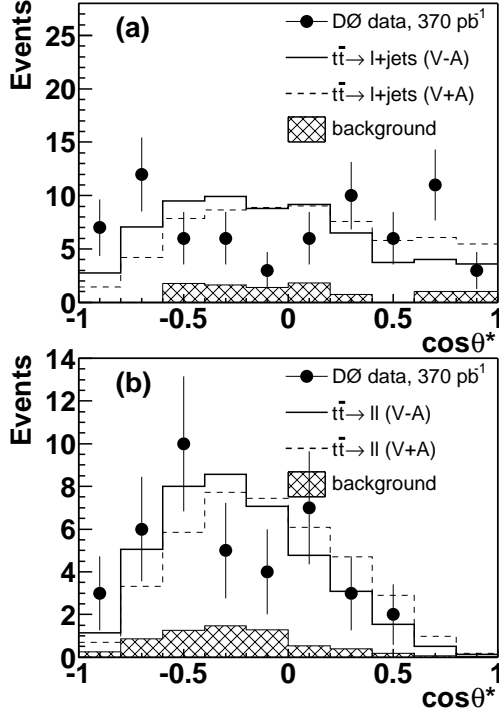 Events
25
20
15
10
5
0
(a)
DØ data, 370 pb⁻¹
tt̄→ l+jets (V-A)
tt̄→ l+jets (V+A)
background
-1 -0.5 0 0.5 1
cosθ*
Events
14
12
10
8
6
4
2
0
(b)
DØ data, 370 pb⁻¹
tt̄→ ll (V-A)
tt̄→ ll (V+A)
background
-1 -0.5 0 0.5 1
cosθ*